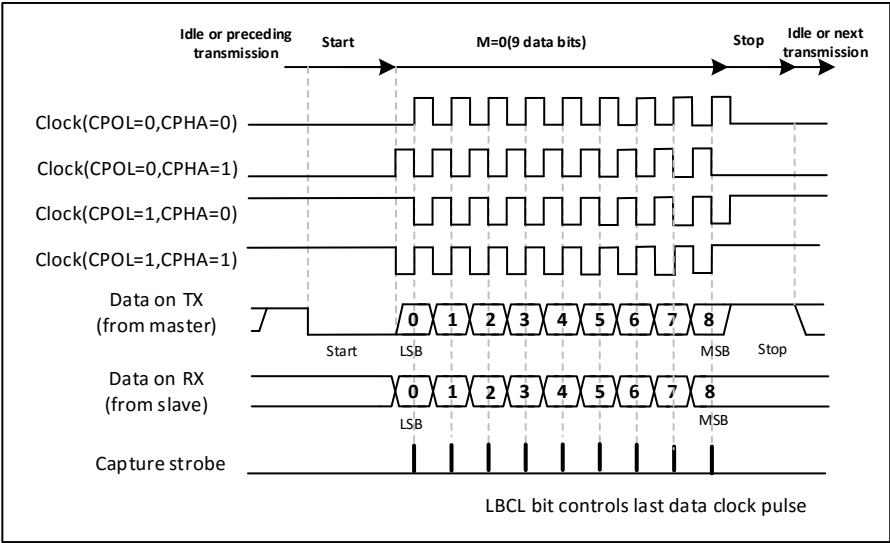 Idle or preceding
transmission
Start
M=0(9 data bits)
Stop
Idle or next
transmission
Clock(CPOL=0,CPHA=0)
Clock(CPOL=0,CPHA=1)
Clock(CPOL=1,CPHA=0)
Clock(CPOL=1,CPHA=1)
Data on TX
(from master)
0 1 2 3 4 5 6 7 8
Start
LSB
MSB
Stop
Data on RX
(from slave)
0 1 2 3 4 5 6 7 8
LSB
MSB
Capture strobe
LBCL bit controls last data clock pulse